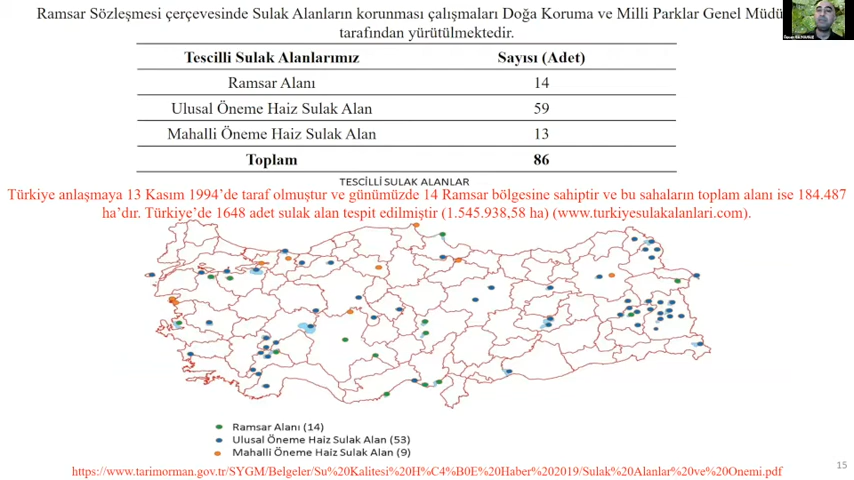 Ramsar Sözleşmesi çerçevesinde Sulak Alanların korunması çalışmaları Doğa Koruma ve Milli Parklar Genel Müdü
tarafından yürütülmektedir.
Tescilli Sulak Alanlarımız Sayısı (Adet)
Ramsar Alanı 14
Ulusal Öneme Haiz Sulak Alan 59
Mahalli Öneme Haiz Sulak Alan 13
Toplam 86
TESCİLLİ SULAK ALANLAR
Türkiye anlaşmaya 13 Kasım 1994'de taraf olmuştur ve günümüzde 14 Ramsar bölgesine sahiptir ve bu sahaların toplam alanı ise 184.487
ha'dır. Türkiye'de 1648 adet sulak alan tespit edilmiştir (1.545.938,58 ha) (www.turkiyesulakalanlari.com).
Ramsar Alanı (14)
Ulusal Öneme Haiz Sulak Alan (53)
Mahalli Öneme Haiz Sulak Alan (9)
https://www.tarimorman.gov.tr/SYGM/Belgeler/Su%20Kalitesi%20H%C4%B0E%20Haber%202019/Sulak%20Alanlar%20ve%20Onemi.pdf
15